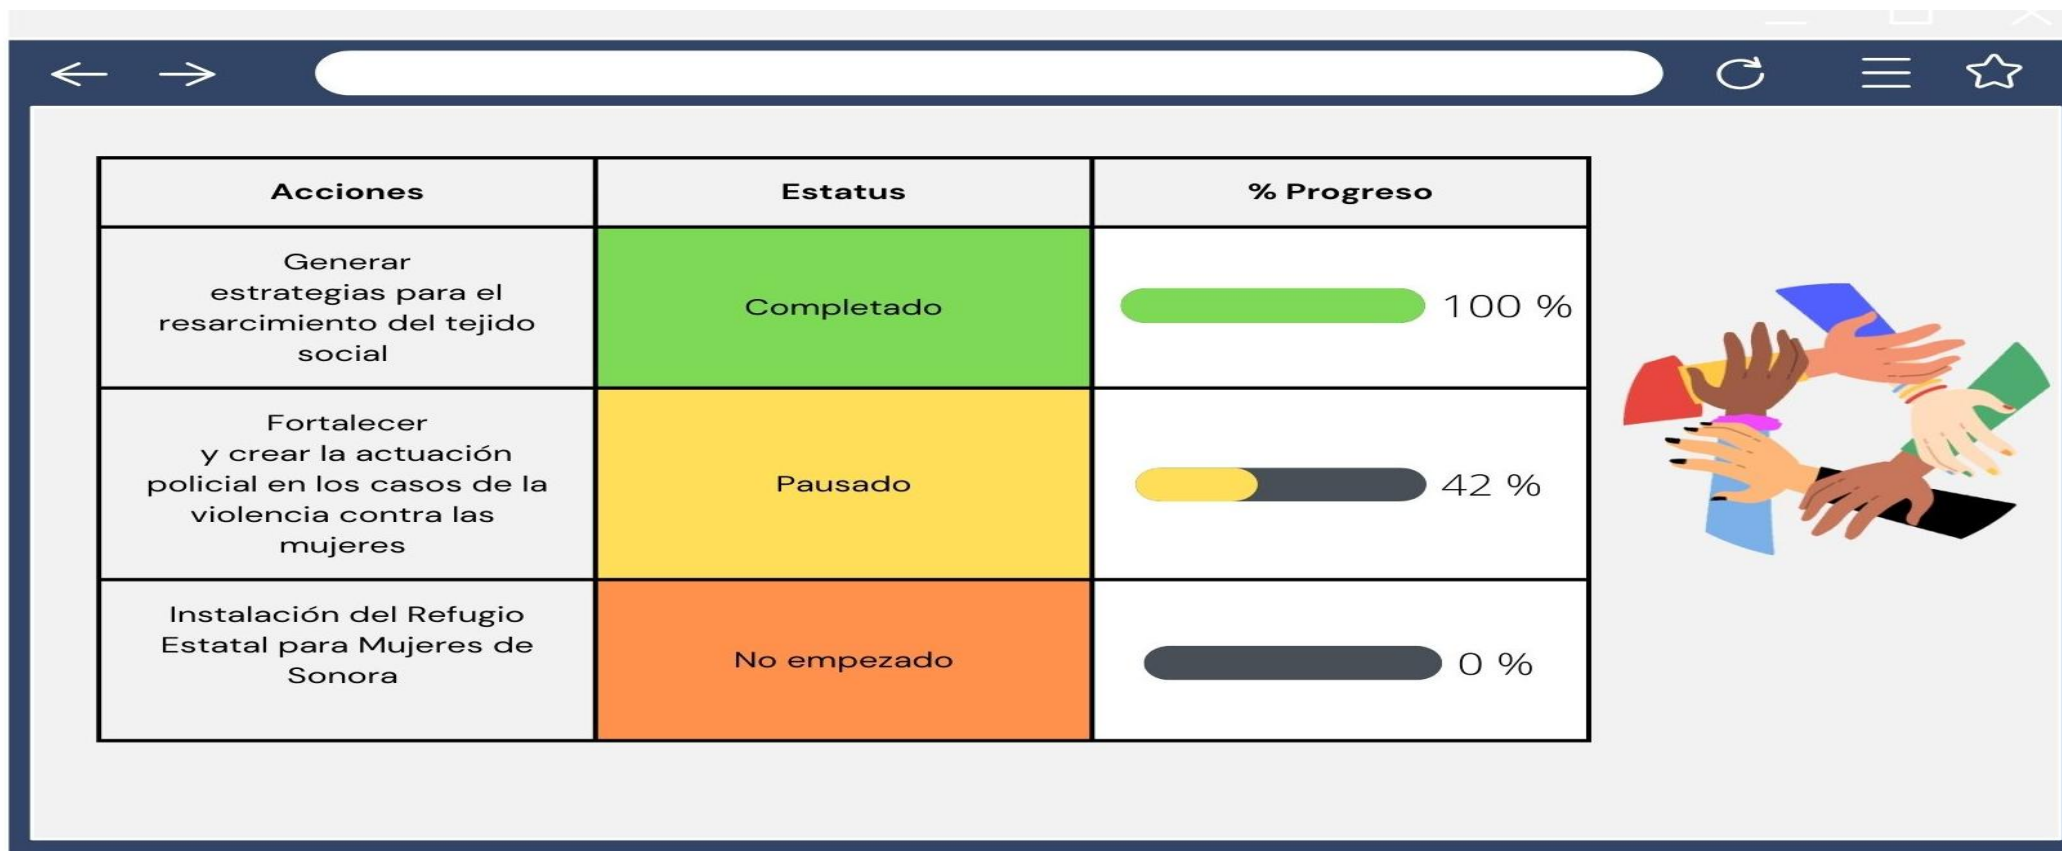 Acciones
Estatus
% Progreso
Generar
estrategias para el
resarcimiento del tejido
social
Completado
100 %
Fortalecer
y crear la actuación
policial en los casos de la
violencia contra las
mujeres
Pausado
42 %
Instalación del Refugio
Estatal para Mujeres de
Sonora
No empezado
0 %